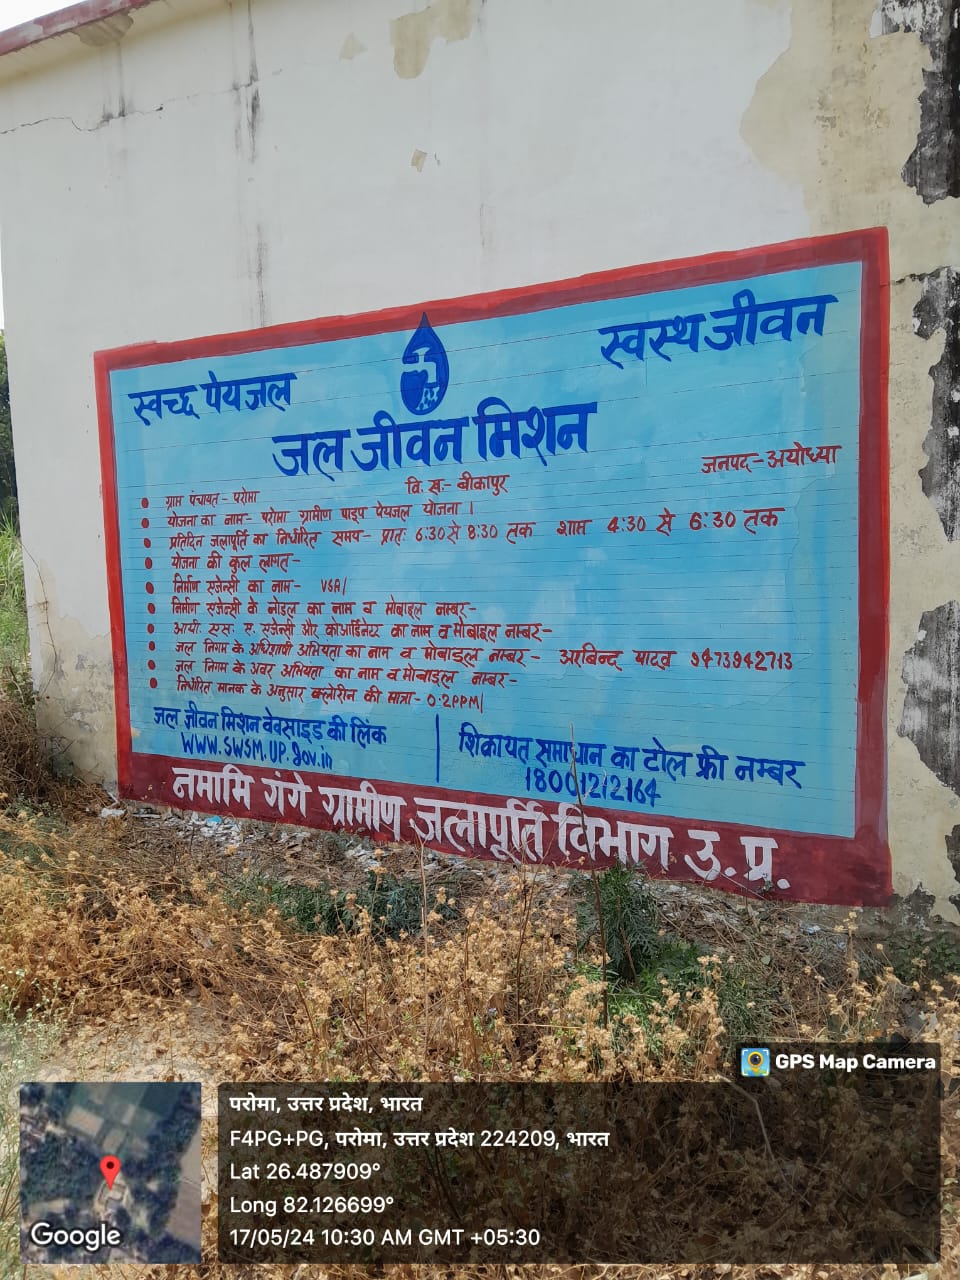 स्वच्छ पेयजल
स्वस्थ जीवन
जल जीवन मिशन
ग्राम पंचायत- परोमा वि.ख.- बीकापुर जनपद-अयोध्या
योजना का नाम- परोमा ग्रामीण पाइप पेयजल योजना।
प्रतिदिन जलापूर्ति का निर्धारित समय- प्रातः 6:30 से 8:30 तक शाम 4:30 से 6:30 तक
योजना की कुल लागत-
निर्माण एजेन्सी का नाम- VSA/
निर्माण एजेन्सी के नोडल का नाम व मोबाइल नम्बर-
आयी. एस. ए. एजेन्सी और कोआर्डिनेटर का नाम व मोबाइल नम्बर-
जल निगम के अधिशाषी अभियंता का नाम व मोबाइल नम्बर- अरबिन्द यादव 9473942713
जल निगम के अवर अभियंता का नाम व मोबाइल नम्बर-
निर्धारित मानक के अनुसार क्लोरीन की मात्रा- 0.2PPM/
जल जीवन मिशन वेबसाइड की लिंक
WWW.SWSM.UP.gov.in
शिकायत समाधान का टोल फ्री नम्बर
18001212164
नमामि गंगे ग्रामीण जलापूर्ति विभाग उ.प्र.
GPS Map Camera
परोमा, उत्तर प्रदेश, भारत
F4PG+PG, परोमा, उत्तर प्रदेश 224209, भारत
Lat 26.487909°
Long 82.126699°
17/05/24 10:30 AM GMT +05:30
Google